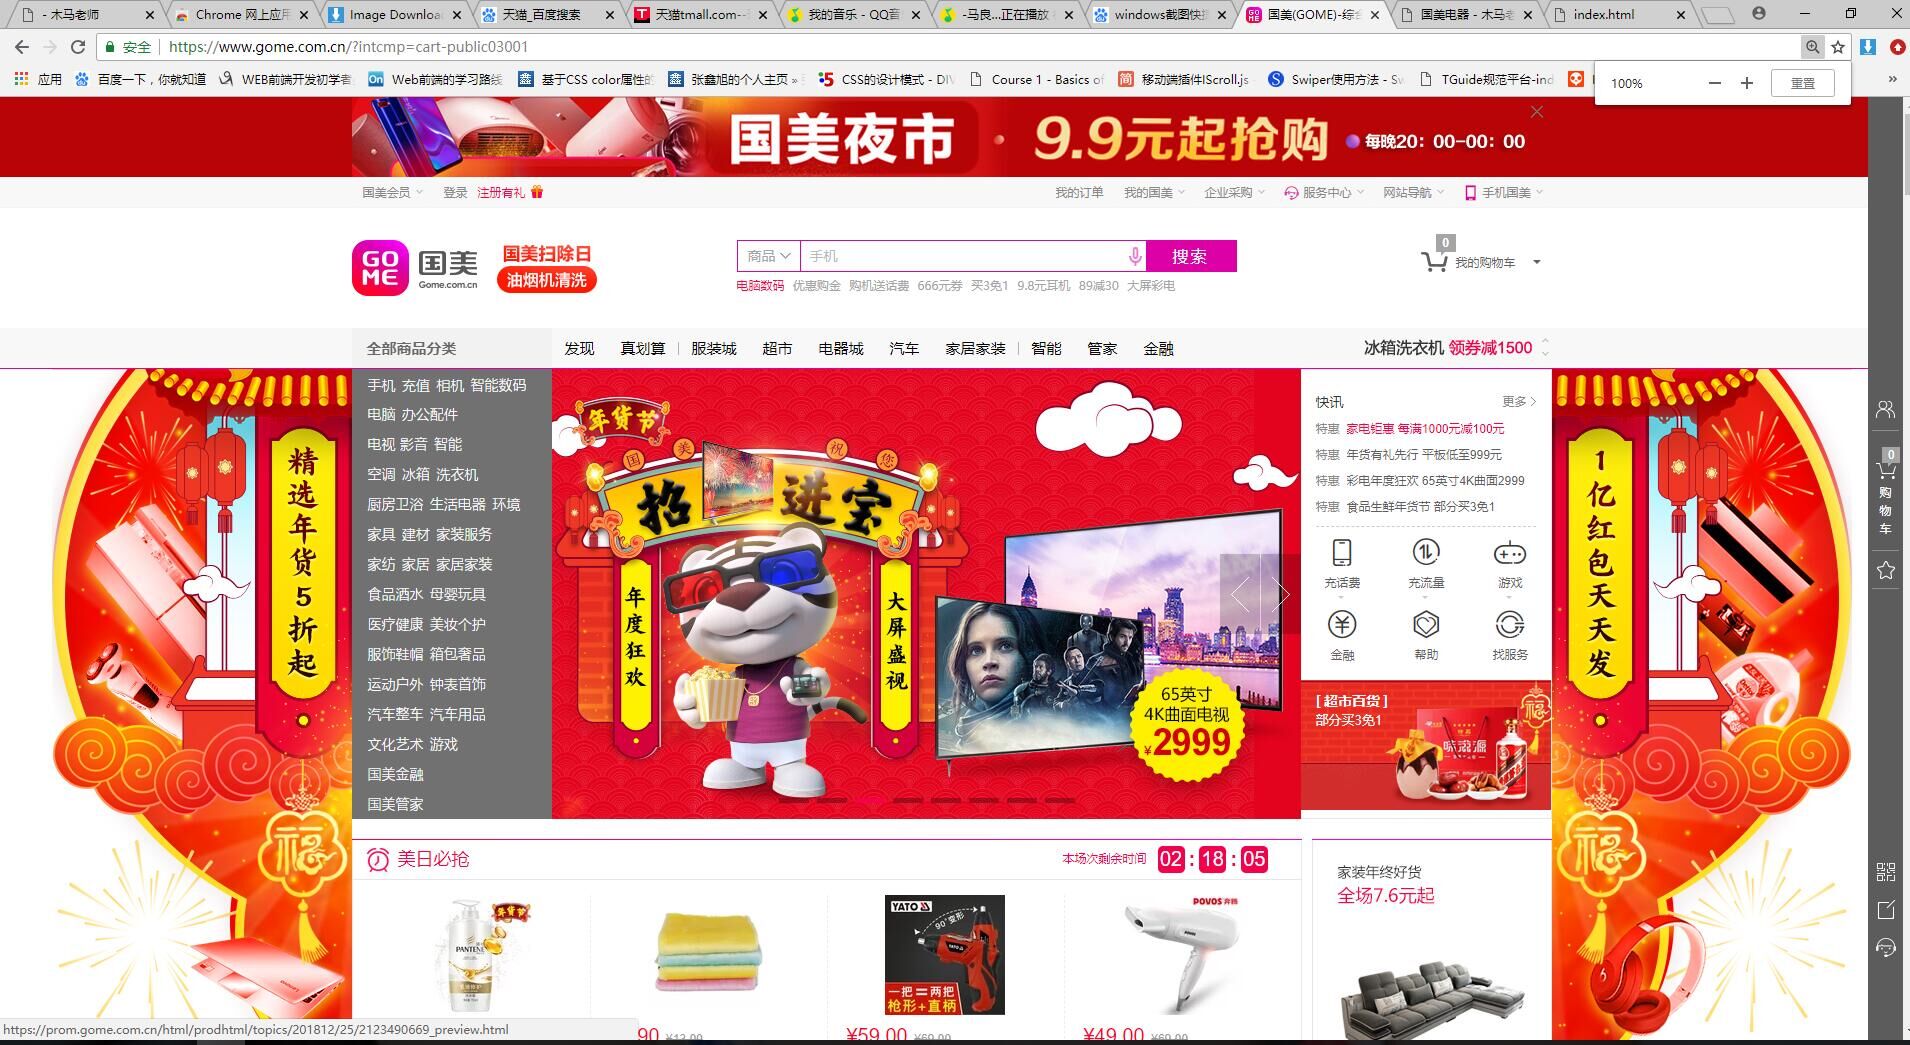 - 木马老师
Chrome 网上应用
Image Downloa
天猫_百度搜索
天猫tmall.com--
我的音乐 - QQ音
-马良...正在播放
windows截图快捷
国美(GOME)-综合
国美电器 - 木马老
index.html
安全 https://www.gome.com.cn/?intcmp=cart-public03001
应用 百度一下，你就知道 WEB前端开发初学者 Web前端的学习路线 基于CSS color属性的 张鑫旭的个人主页 » CSS的设计模式 - DIV Course 1 - Basics of 移动端插件IScroll.js Swiper使用方法 - Sw TGuide规范平台-ind
100% 重置
国美夜市 · 9.9元起抢购 每晚20：00-00：00
国美会员 登录 注册有礼 我的订单 我的国美 企业采购 服务中心 网站导航 手机国美
GOME 国美 Gome.com.cn
国美扫除日
油烟机清洗
商品 手机 搜索
电脑数码 优惠购金 购机送话费 666元券 买3免1 9.8元耳机 89减30 大屏彩电
0 我的购物车
全部商品分类 发现 真划算 服装城 超市 电器城 汽车 家居家装 智能 管家 金融 冰箱洗衣机 领券减1500
手机 充值 相机 智能数码
电脑 办公配件
电视 影音 智能
空调 冰箱 洗衣机
厨房卫浴 生活电器 环境
家具 建材 家装服务
家纺 家居 家居家装
食品酒水 母婴玩具
医疗健康 美妆个护
服饰鞋帽 箱包奢品
运动户外 钟表首饰
汽车整车 汽车用品
文化艺术 游戏
国美金融
国美管家
精选年货5折起
福
年货节
国美祝您
招进宝
年度狂欢
大屏盛视
65英寸
4K曲面电视
¥2999
快讯 更多
特惠 家电钜惠 每满1000元减100元
特惠 年货有礼先行 平板低至999元
特惠 彩电年度狂欢 65英寸4K曲面2999
特惠 食品生鲜年货节 部分买3免1
充话费 充流量 游戏
金融 帮助 找服务
[ 超市百货 ]
部分买3免1
福
1亿红包天天发
福
0
购物车
美日必抢 本场次剩余时间 02 : 18 : 05
年货节
PANTENE
YATO
90°变形
一把=两把
枪形+直柄
POVOS 奔腾
90 ¥13.90
¥59.00 ¥69.00
¥49.00 ¥69.00
家装年终好货
全场7.6元起
https://prom.gome.com.cn/html/prodhtml/topics/201812/25/2123490669_preview.html